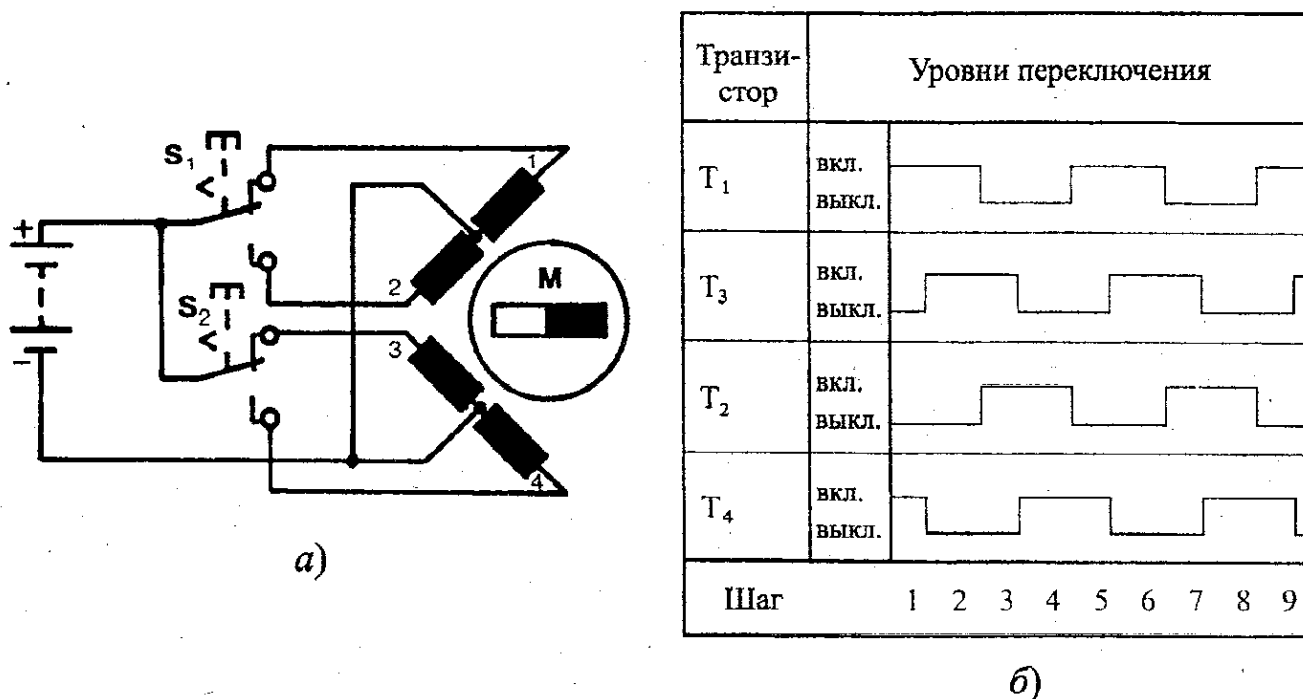 S1
S2
+
-
1
2
3
4
M
а)
Транзи-
стор
Уровни переключения
T1
вкл.
выкл.
T3
вкл.
выкл.
T2
вкл.
выкл.
T4
вкл.
выкл.
Шаг 1 2 3 4 5 6 7 8 9
б)